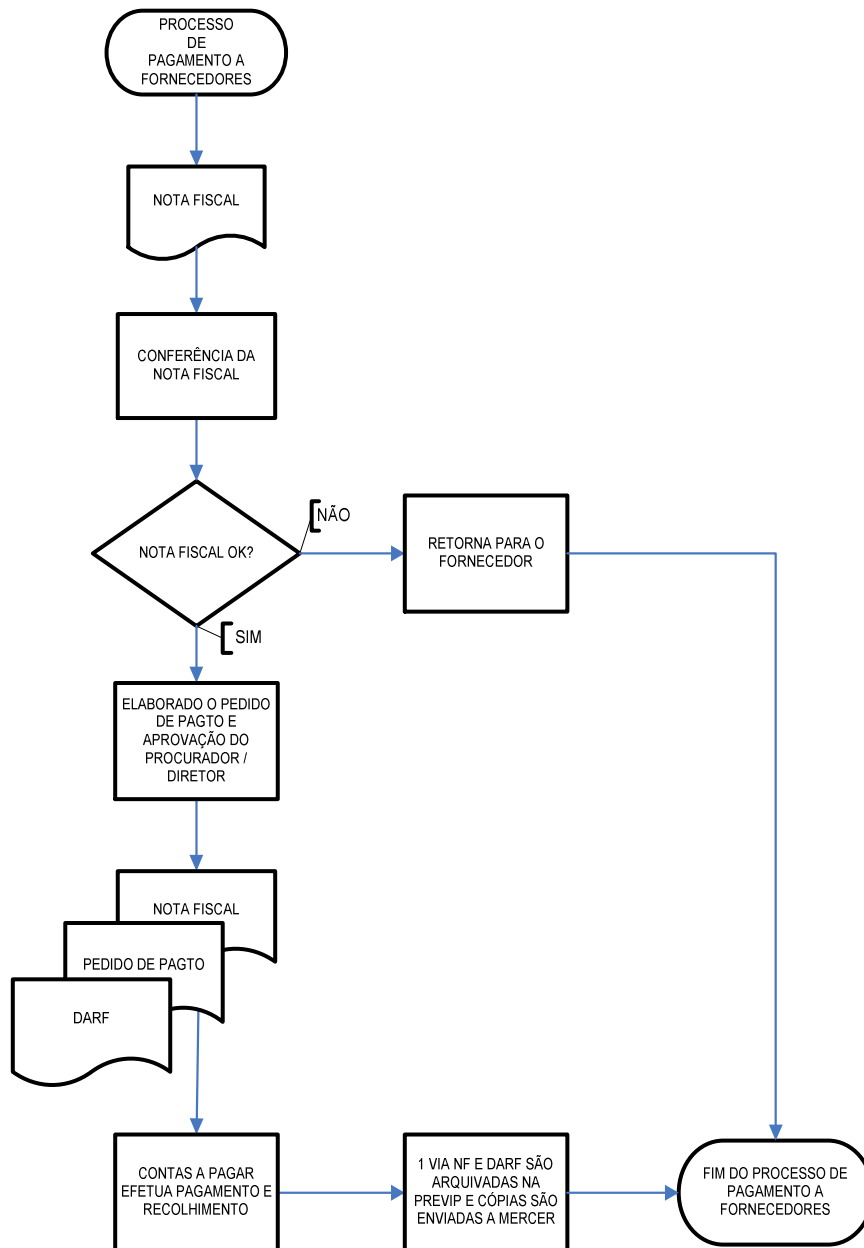 PROCESSO
DE
PAGAMENTO A
FORNECEDORES
NOTA FISCAL
CONFERÊNCIA DA
NOTA FISCAL
NOTA FISCAL OK?
NÃO
RETORNA PARA O
FORNECEDOR
SIM
ELABORADO O PEDIDO
DE PAGTO E
APROVAÇÃO DO
PROCURADOR /
DIRETOR
NOTA FISCAL
PEDIDO DE PAGTO
DARF
CONTAS A PAGAR
EFETUA PAGAMENTO E
RECOLHIMENTO
1 VIA NF E DARF SÃO
ARQUIVADAS NA
PREVIP E CÓPIAS SÃO
ENVIADAS A MERCER
FIM DO PROCESSO DE
PAGAMENTO A
FORNECEDORES